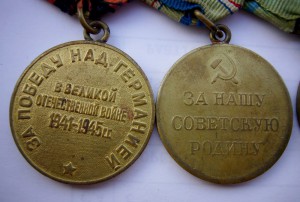 ЗА ПОБЕДУ НАД ГЕРМАНИЕЙ
В ВЕЛИКОЙ
ОТЕЧЕСТВЕННОЙ ВОЙНЕ
1941-1945 гг
ЗА НАШУ
СОВЕТСКУЮ
РОДИНУ